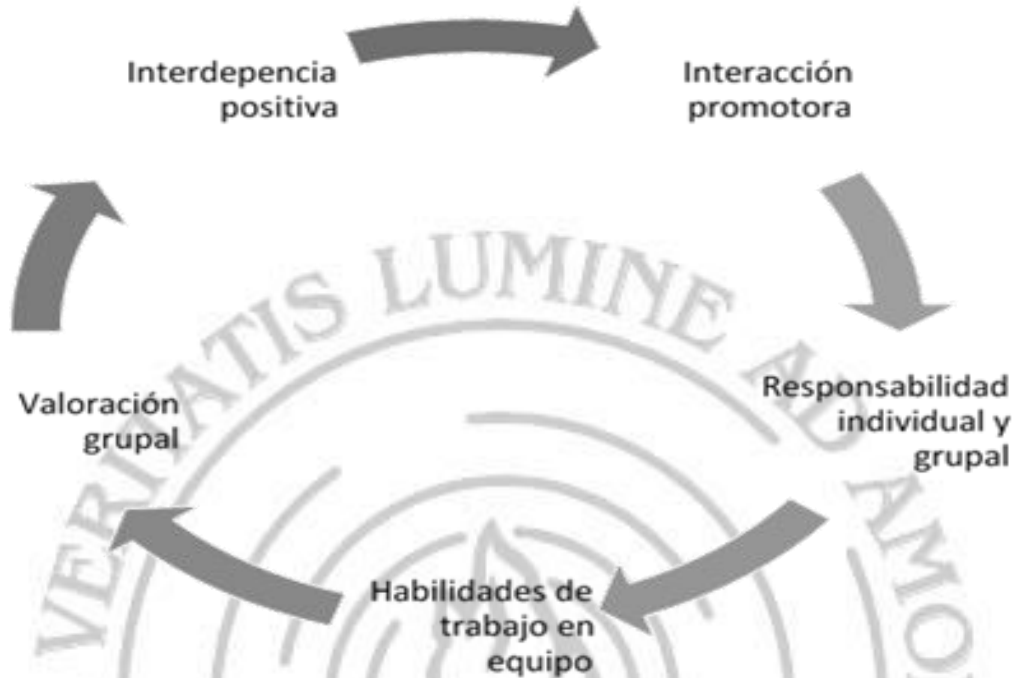 Interdepencia
positiva
Interacción
promotora
Responsabilidad
individual y
grupal
Habilidades de
trabajo en
equipo
Valoración
grupal
VERITATIS LUMINE AD AMO